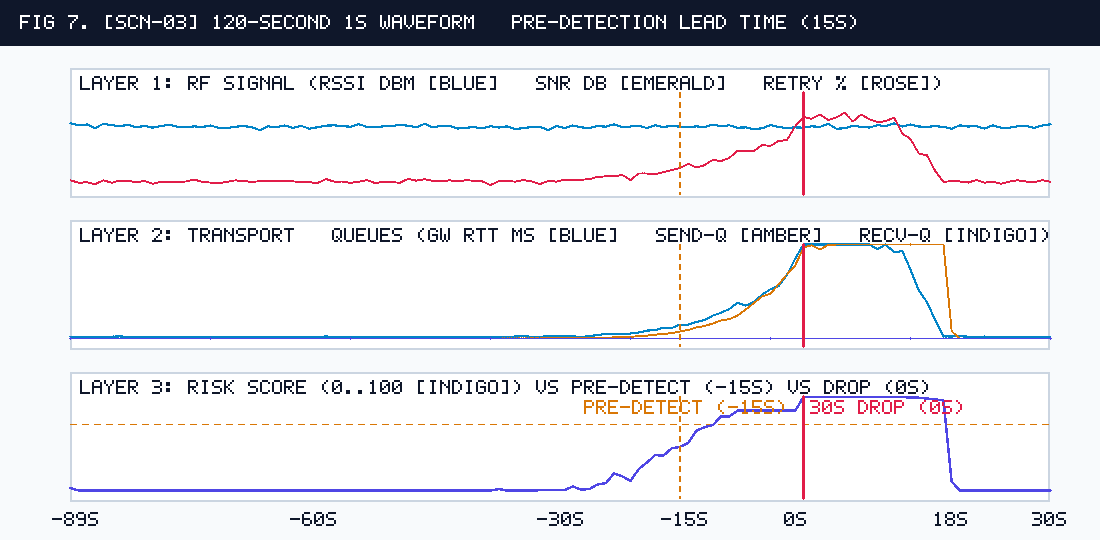 FIG 7. [SCN-03] 120-SECOND 1S WAVEFORM   PRE-DETECTION LEAD TIME (15S)
LAYER 1: RF SIGNAL (RSSI DBM [BLUE]   SNR DB [EMERALD]   RETRY % [ROSE])
LAYER 2: TRANSPORT   QUEUES (GW RTT MS [BLUE]   SEND-Q [AMBER]   RECV-Q [INDIGO])
LAYER 3: RISK SCORE (0..100 [INDIGO]) VS PRE-DETECT (-15S) VS DROP (0S)
PRE-DETECT (-15S)   30S DROP (0S)
-89S   -60S   -30S   -15S   0S   18S   30S